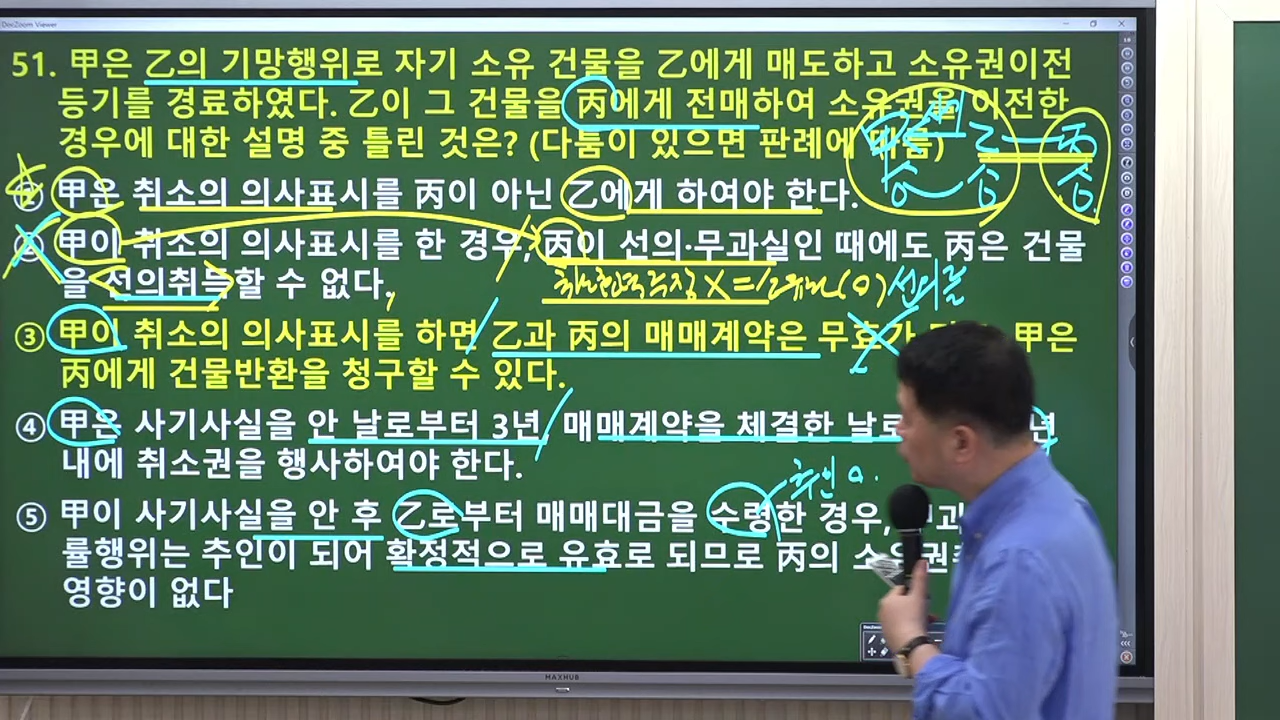 DocZoom Viewer
51. 甲은 乙의 기망행위로 자기 소유 건물을 乙에게 매도하고 소유권이전
등기를 경료하였다. 乙이 그 건물을 丙에게 전매하여 소유권을 이전한
경우에 대한 설명 중 틀린 것은? (다툼이 있으면 판례에 따름)
甲은 취소의 의사표시를 丙이 아닌 乙에게 하여야 한다.
甲이 취소의 의사표시를 한 경우, 丙이 선의·무과실인 때에도 丙은 건물
을 선의취득할 수 없다.
③ 甲이 취소의 의사표시를 하면 乙과 丙의 매매계약은 무효가 甲은
丙에게 건물반환을 청구할 수 있다.
④ 甲은 사기사실을 안 날로부터 3년, 매매계약을 체결한 날로 년
내에 취소권을 행사하여야 한다.
추인
⑤ 甲이 사기사실을 안 후 乙로부터 매매대금을 수령한 경우,
률행위는 추인이 되어 확정적으로 유효로 되므로 丙의 소유권
영향이 없다
MAXHUB